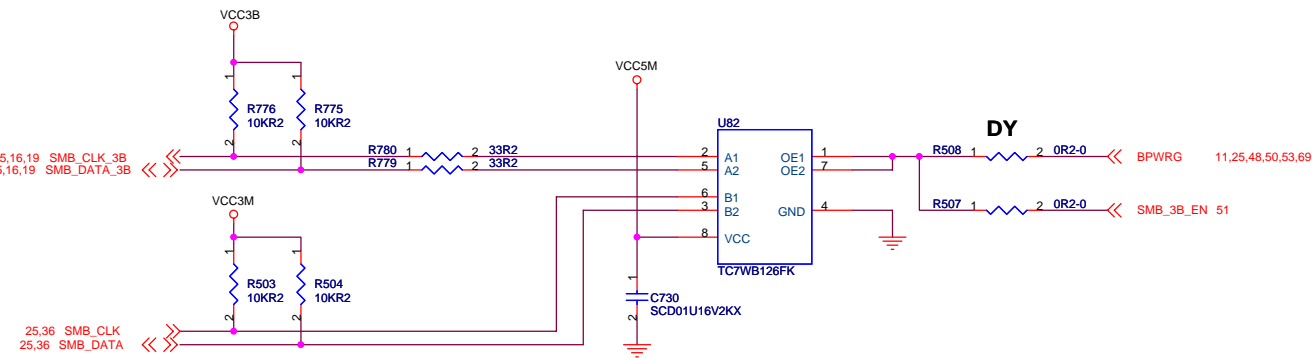 VCC3B
1
1
R776
10KR2
R775
10KR2
2
2
5,16,19 SMB_CLK_3B
16,19 SMB_DATA_3B
R780 1 2 33R2
R779 1 2 33R2
VCC5M
U82
2 A1
5 A2
6 B1
3 B2
8 VCC
OE1 1
OE2 7
GND 4
TC7WB126FK
DY
R508 1 2 0R2-0
BPWRG 11,25,48,50,53,69
R507 1 2 0R2-0
SMB_3B_EN 51
VCC3M
1
1
R503
10KR2
R504
10KR2
2
2
1
C730
SCD01U16V2KX
2
25,36 SMB_CLK
25,36 SMB_DATA